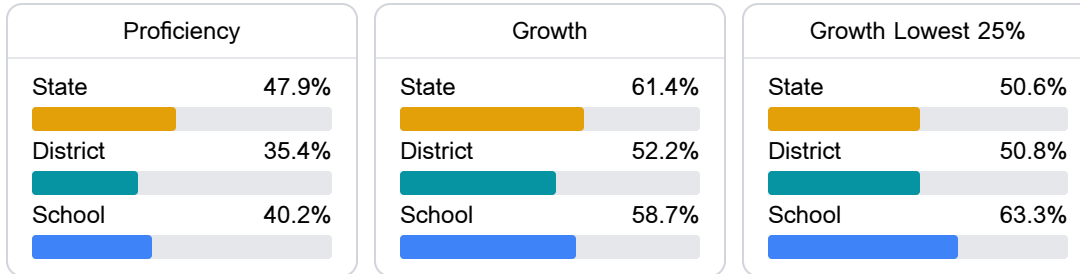 Proficiency
State 47.9%
District 35.4%
School 40.2%
Growth
State 61.4%
District 52.2%
School 58.7%
Growth Lowest 25%
State 50.6%
District 50.8%
School 63.3%